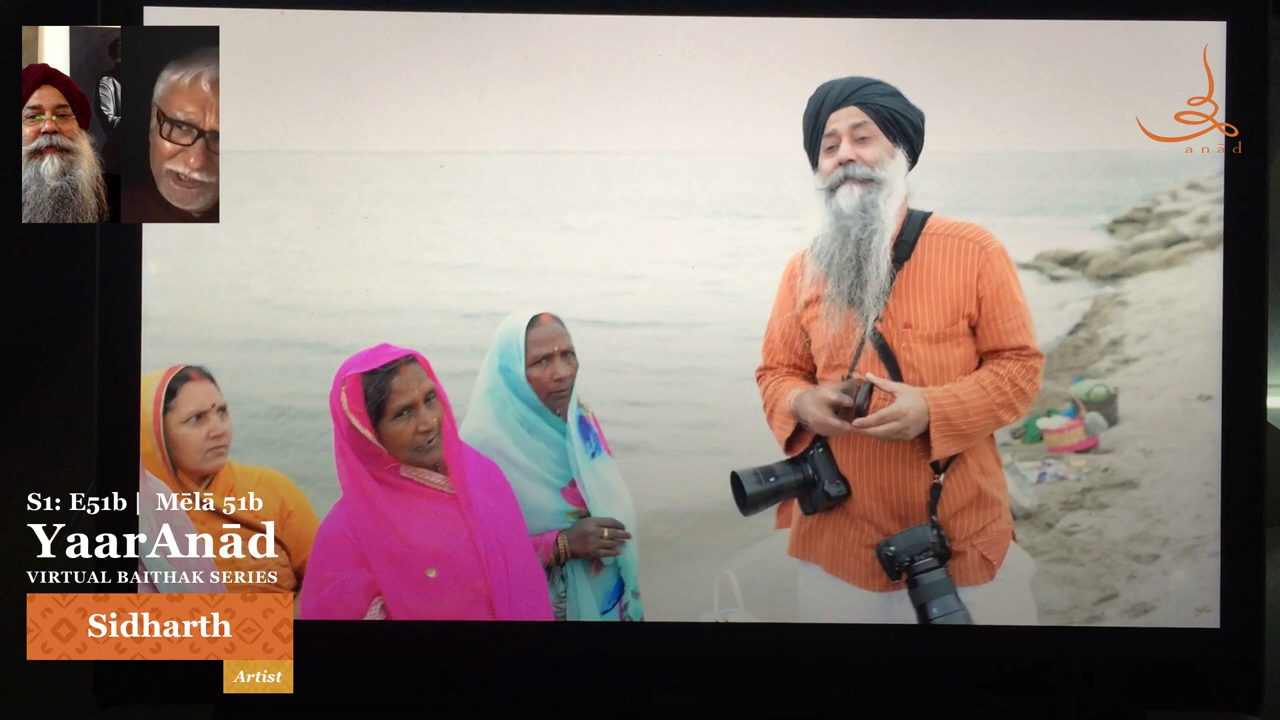 anād
S1: E51b | Mēlā 51b
YaarAnād
VIRTUAL BAITHAK SERIES
Sidharth
Artist